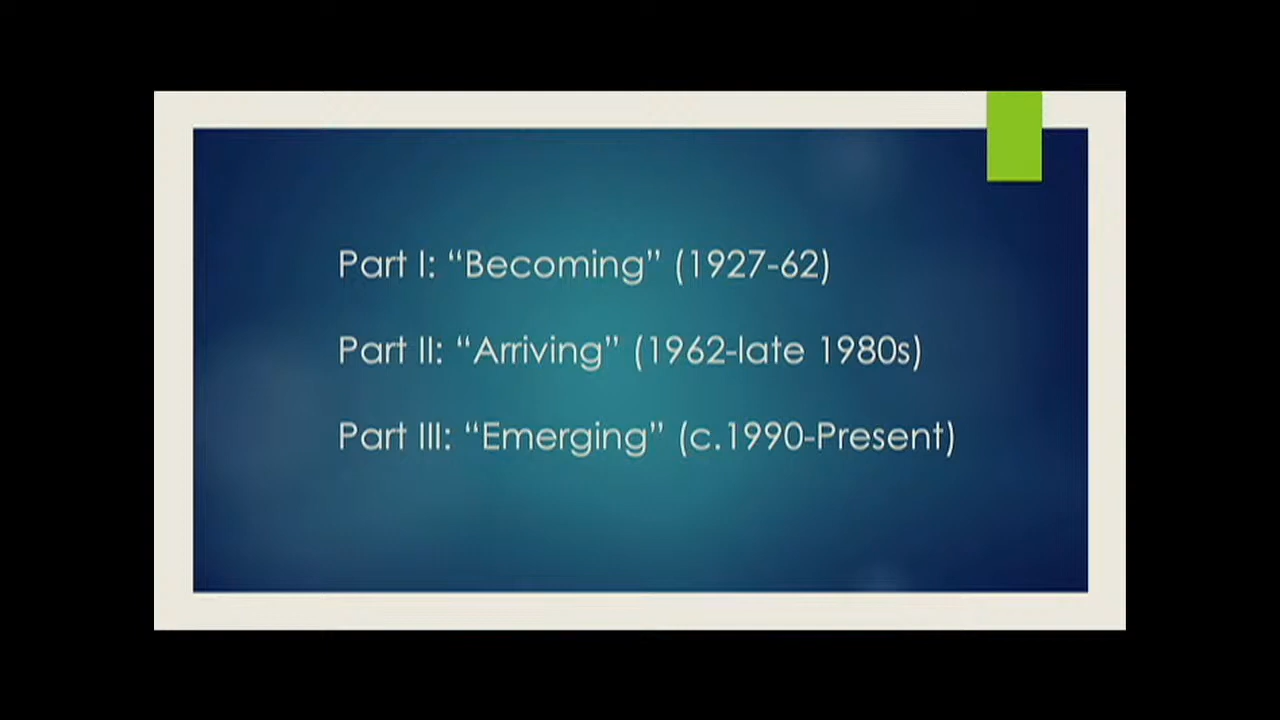 Part I: “Becoming” (1927-62)
Part II: “Arriving” (1962-late 1980s)
Part III: “Emerging” (c.1990-Present)